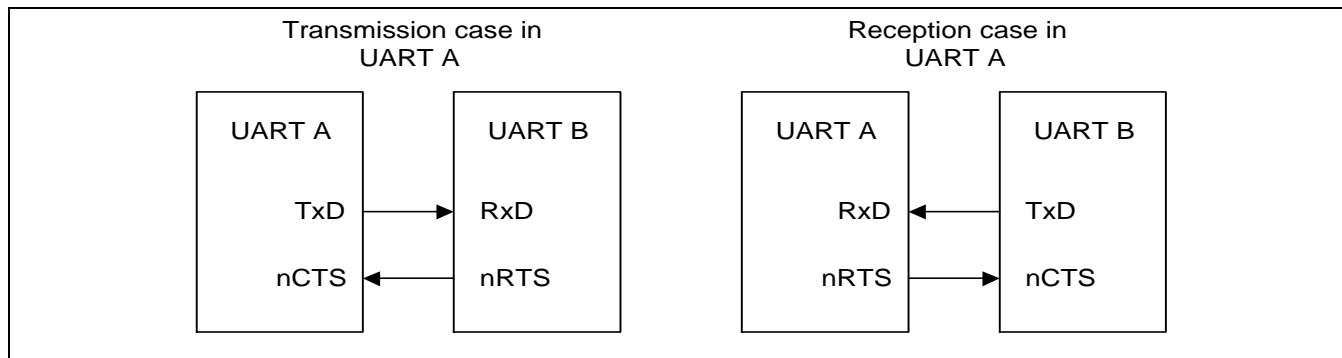 Transmission case in
UART A
UART A
UART B
TxD
RxD
nCTS
nRTS
Reception case in
UART A
UART A
UART B
RxD
TxD
nRTS
nCTS